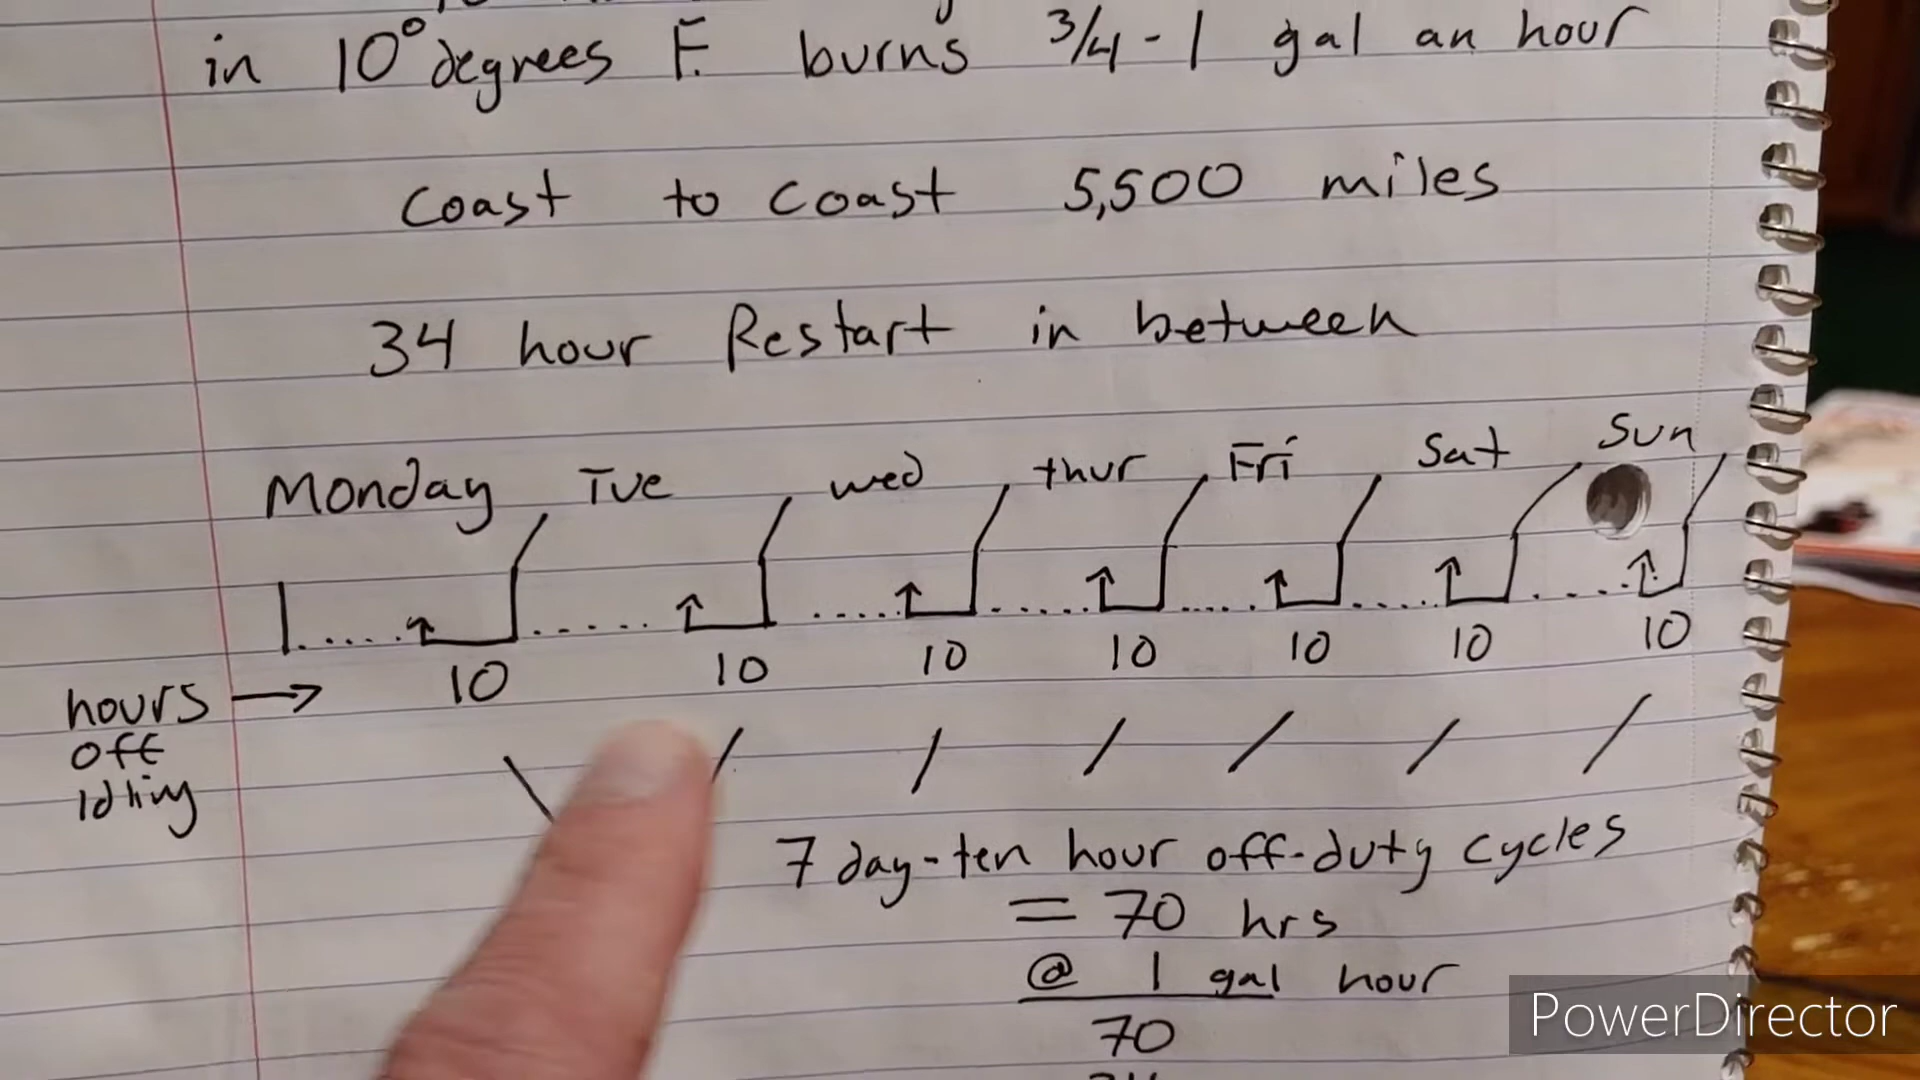 in 10° degrees F. burns 3/4 - 1 gal an hour
Coast to Coast 5,500 miles
34 hour Restart in between
Monday Tue wed thur Fri Sat Sun
10 10 10 10 10 10 10
hours
off
Idling
7 day-ten hour off-duty cycles
= 70 hrs
@ 1 gal hour
70
PowerDirector